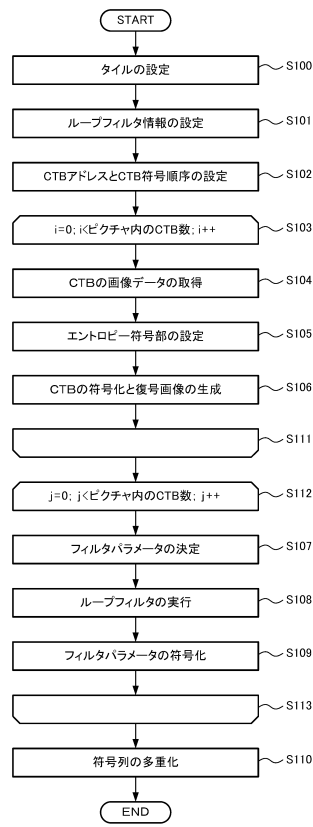 START
タイルの設定
S100
ループフィルタ情報の設定
S101
CTBアドレスとCTB符号順序の設定
S102
i=0; i<ピクチャ内のCTB数; i++
S103
CTBの画像データの取得
S104
エントロピー符号部の設定
S105
CTBの符号化と復号画像の生成
S106
S111
j=0; j<ピクチャ内のCTB数; j++
S112
フィルタパラメータの決定
S107
ループフィルタの実行
S108
フィルタパラメータの符号化
S109
S113
符号列の多重化
S110
END